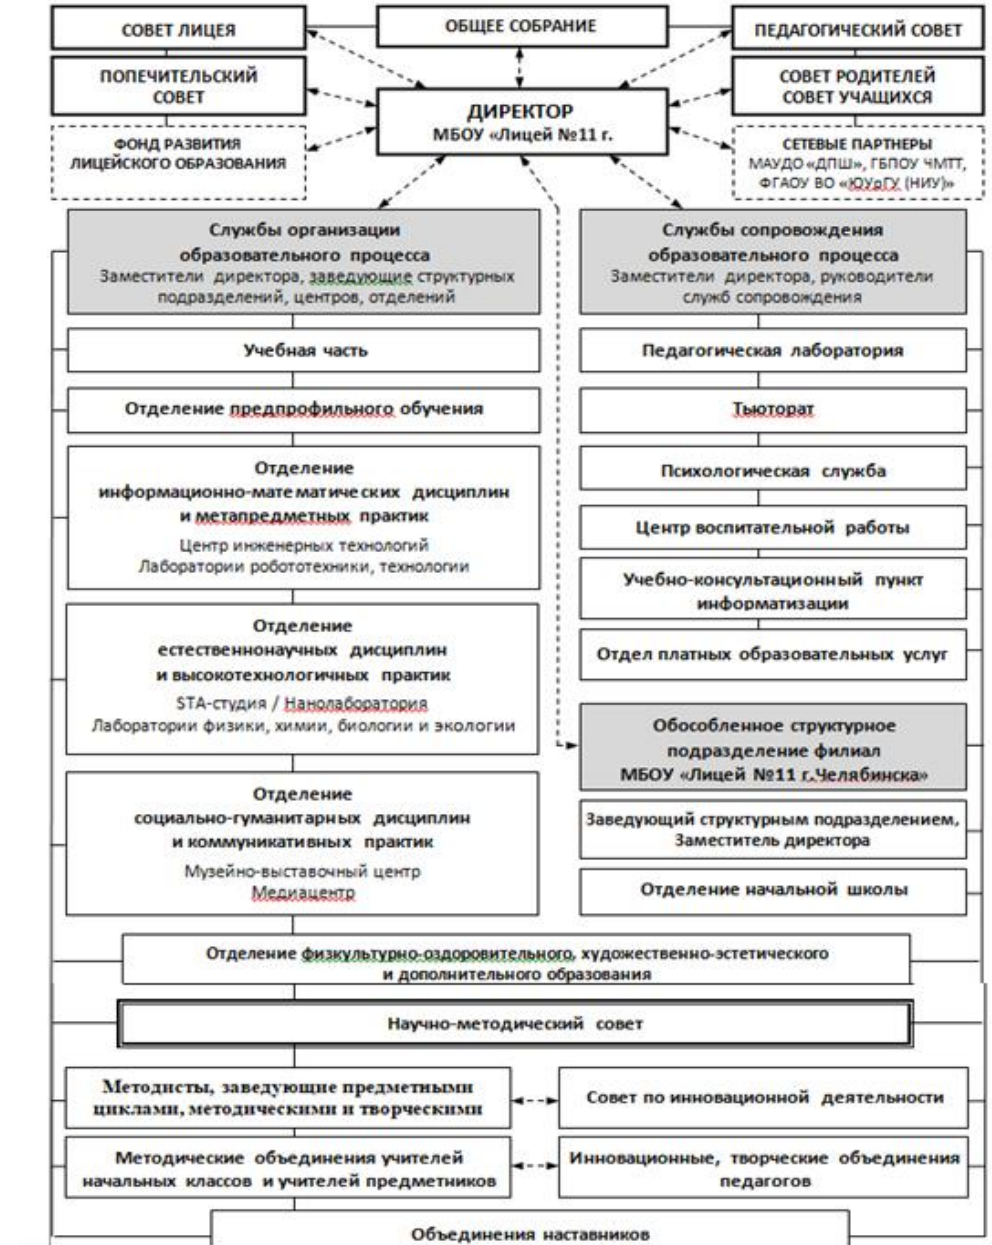 СОВЕТ ЛИЦЕЯ
ОБЩЕЕ СОБРАНИЕ
ПЕДАГОГИЧЕСКИЙ СОВЕТ
ПОПЕЧИТЕЛЬСКИЙ
СОВЕТ
ДИРЕКТОР
МБОУ «Лицей №11 г.
СОВЕТ РОДИТЕЛЕЙ
СОВЕТ УЧАЩИХСЯ
ФОНД РАЗВИТИЯ
ЛИЦЕЙСКОГО ОБРАЗОВАНИЯ
СЕТЕВЫЕ ПАРТНЕРЫ
МАУДО «ДПШ», ГБПОУ ЧМТТ,
ФГАОУ ВО «ЮУрГУ (НИУ)»
Службы организации
образовательного процесса
Заместители директора, заведующие структурных
подразделений, центров, отделений
Учебная часть
Отделение предпрофильного обучения
Отделение
информационно-математических дисциплин
и метапредметных практик
Центр инженерных технологий
Лаборатории робототехники, технологии
Отделение
естественнонаучных дисциплин
и высокотехнологичных практик
STA-студия / Нанолаборатория
Лаборатории физики, химии, биологии и экологии
Отделение
социально-гуманитарных дисциплин
и коммуникативных практик
Музейно-выставочный центр
Медиацентр
Службы сопровождения
образовательного процесса
Заместители директора, руководители
служб сопровождения
Педагогическая лаборатория
Тьюторат
Психологическая служба
Центр воспитательной работы
Учебно-консультационный пункт
информатизации
Отдел платных образовательных услуг
Обособленное структурное
подразделение филиал
МБОУ «Лицей №11 г.Челябинска»
Заведующий структурным подразделением,
Заместитель директора
Отделение начальной школы
Отделение физкультурно-оздоровительного, художественно-эстетического
и дополнительного образования
Научно-методический совет
Методисты, заведующие предметными
циклами, методическими и творческими
Совет по инновационной деятельности
Методические объединения учителей
начальных классов и учителей предметников
Инновационные, творческие объединения
педагогов
Объединения наставников